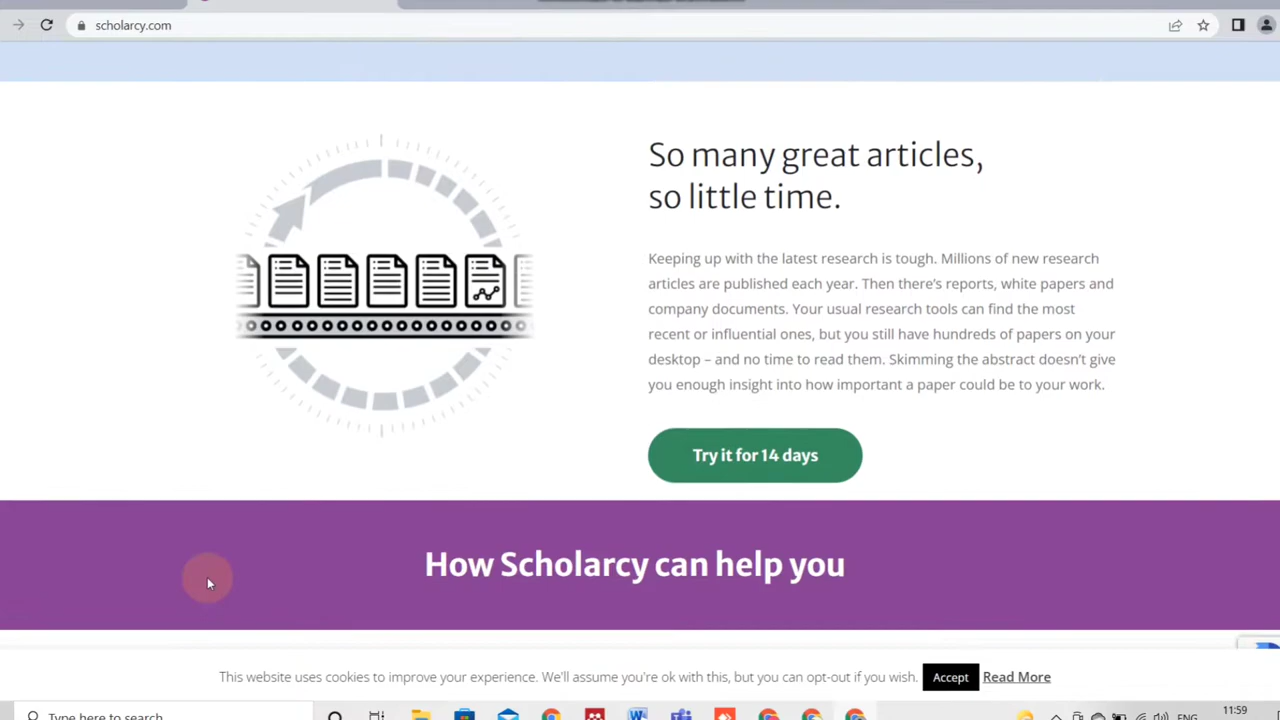 scholarcy.com
So many great articles,
so little time.
Keeping up with the latest research is tough. Millions of new research
articles are published each year. Then there's reports, white papers and
company documents. Your usual research tools can find the most
recent or influential ones, but you still have hundreds of papers on your
desktop – and no time to read them. Skimming the abstract doesn't give
you enough insight into how important a paper could be to your work.
Try it for 14 days
How Scholarcy can help you
This website uses cookies to improve your experience. We'll assume you're ok with this, but you can opt-out if you wish. Accept Read More
Type here to search
ENG
11:59